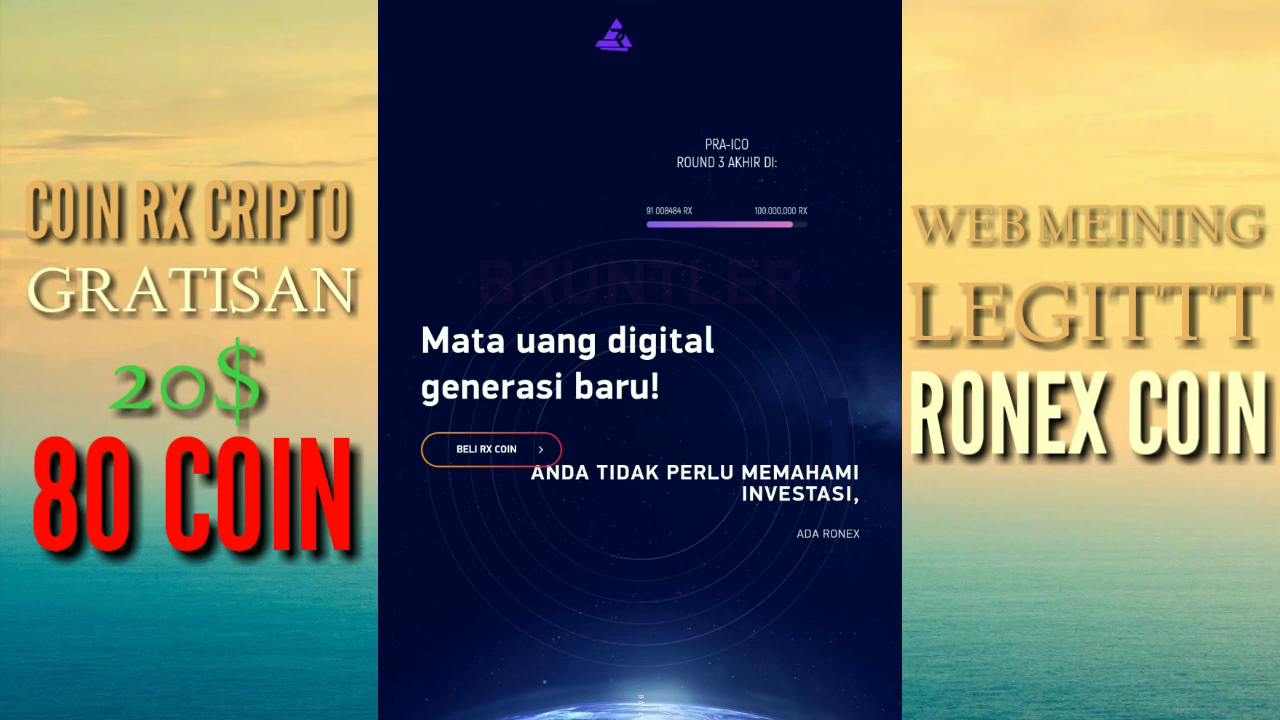 COIN RX CRIPTO
GRATISAN
20$
80 COIN
PRA-ICO
ROUND 3 AKHIR DI:
91 008484 RX
100.000.000 RX
BRUNTLER
Mata uang digital
generasi baru!
BELI RX COIN
ANDA TIDAK PERLU MEMAHAMI
INVESTASI,
ADA RONEX
WEB MEINING
LEGITTT
RONEX COIN